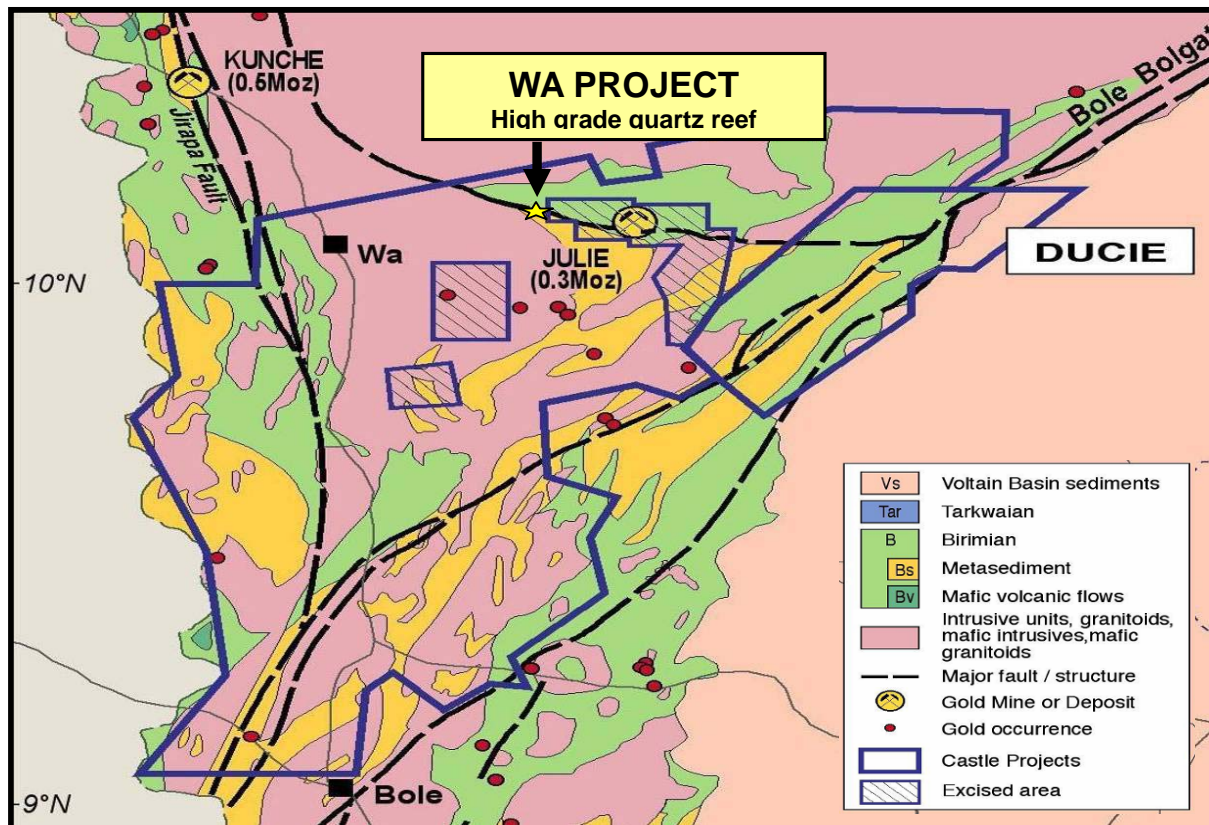 KUNCHE
(0.5Moz)
WA PROJECT
High grade quartz reef
Bole Bolgat
Jirapa Fault
Wa
JULIE
(0.3Moz)
DUCIE
10°N
Vs Voltain Basin sediments
Tar Tarkwaian
B Birimian
Bs Metasediment
Bv Mafic volcanic flows
Intrusive units, granitoids,
mafic intrusives,mafic
granitoids
Major fault / structure
Gold Mine or Deposit
Gold occurrence
Castle Projects
Excised area
9°N
Bole